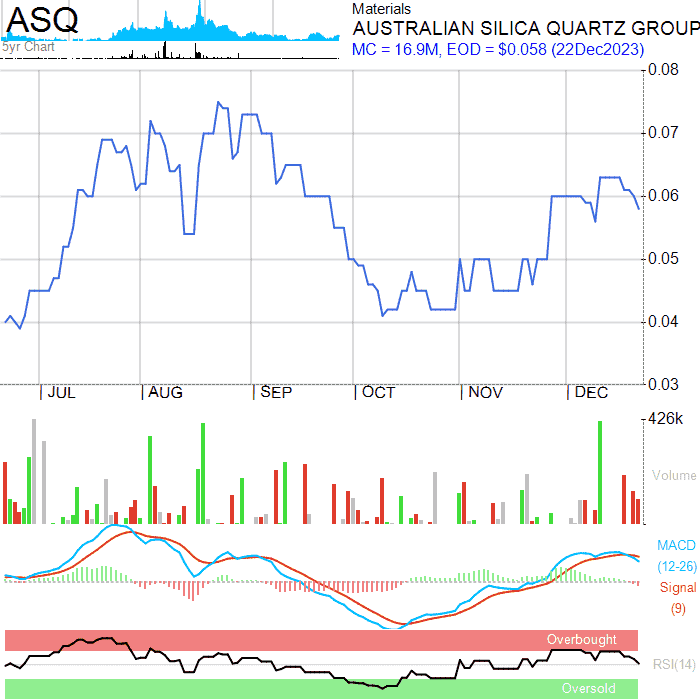 ASQ
5yr Chart
Materials
AUSTRALIAN SILICA QUARTZ GROUP
MC = 16.9M, EOD = $0.058 (22Dec2023)
0.08
0.07
0.06
0.05
0.04
0.03
JUL AUG SEP OCT NOV DEC
426k
Volume
MACD
(12-26)
Signal
(9)
Overbought
RSI(14)
Oversold